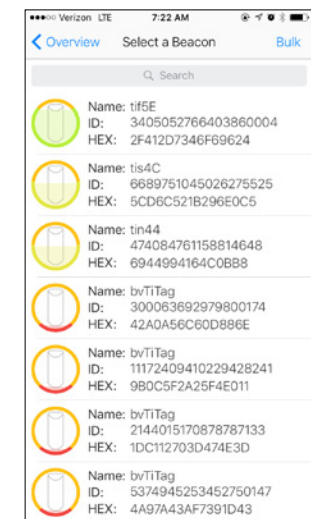 Verizon LTE 7:22 AM
Overview Select a Beacon Bulk
Search
Name: tif5E
ID: 3405052766403860004
HEX: 2F412D7346F69624
Name: tis4C
ID: 6689751045026275525
HEX: 5CD6C521B296E0C5
Name: tin44
ID: 474084761158814648
HEX: 6944994164C0BB8
Name: bvTiTag
ID: 300063692979800174
HEX: 42A0A56C60D886E
Name: bvTiTag
ID: 11172409410229428241
HEX: 9B0C5F2A25F4E011
Name: bvTiTag
ID: 2144015170878787133
HEX: 1DC112703D474E3D
Name: bvTiTag
ID: 5374945253452750147
HEX: 4A97A43AF7391D43